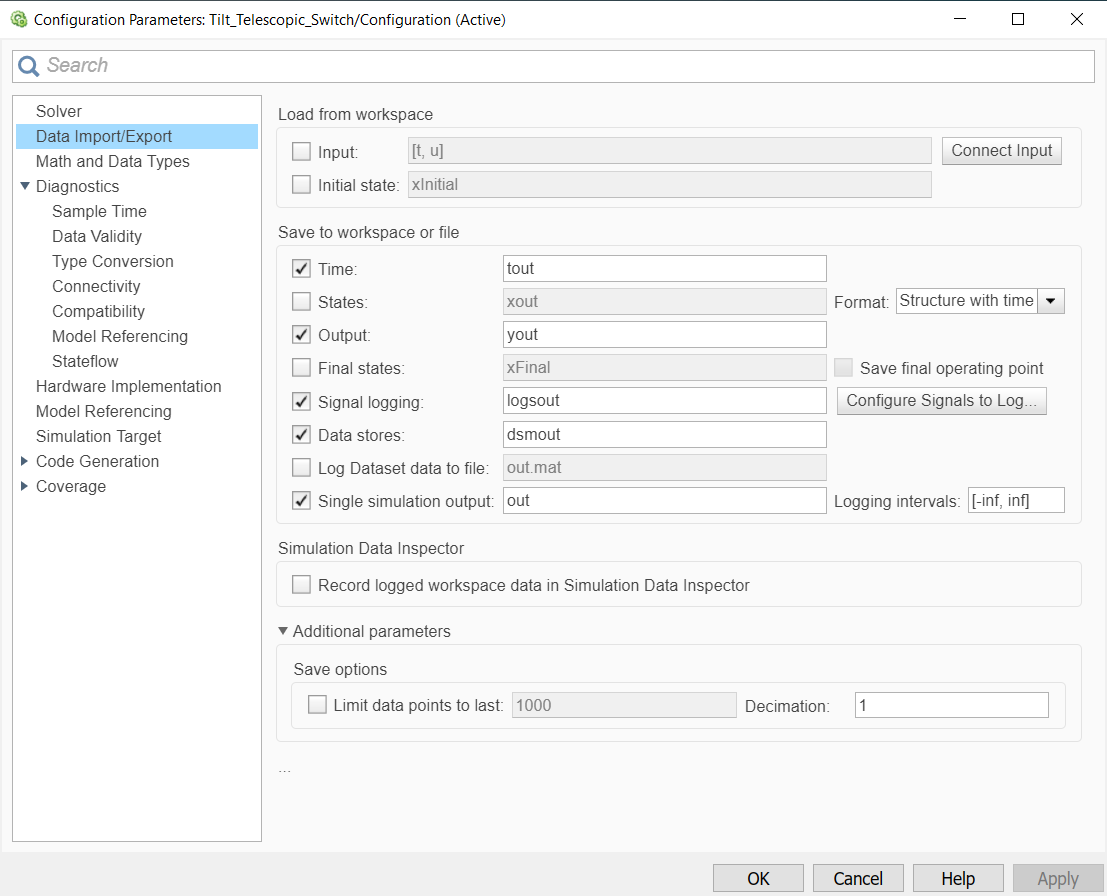 Configuration Parameters: Tilt_Telescopic_Switch/Configuration (Active)
Search
Solver
Data Import/Export
Math and Data Types
Diagnostics
Sample Time
Data Validity
Type Conversion
Connectivity
Compatibility
Model Referencing
Stateflow
Hardware Implementation
Model Referencing
Simulation Target
Code Generation
Coverage
Load from workspace
Input: [t, u] Connect Input
Initial state: xInitial
Save to workspace or file
Time: tout
States: xout Format: Structure with time
Output: yout
Final states: xFinal Save final operating point
Signal logging: logsout Configure Signals to Log...
Data stores: dsmout
Log Dataset data to file: out.mat
Single simulation output: out Logging intervals: [-inf, inf]
Simulation Data Inspector
Record logged workspace data in Simulation Data Inspector
Additional parameters
Save options
Limit data points to last: 1000 Decimation: 1
...
OK Cancel Help Apply